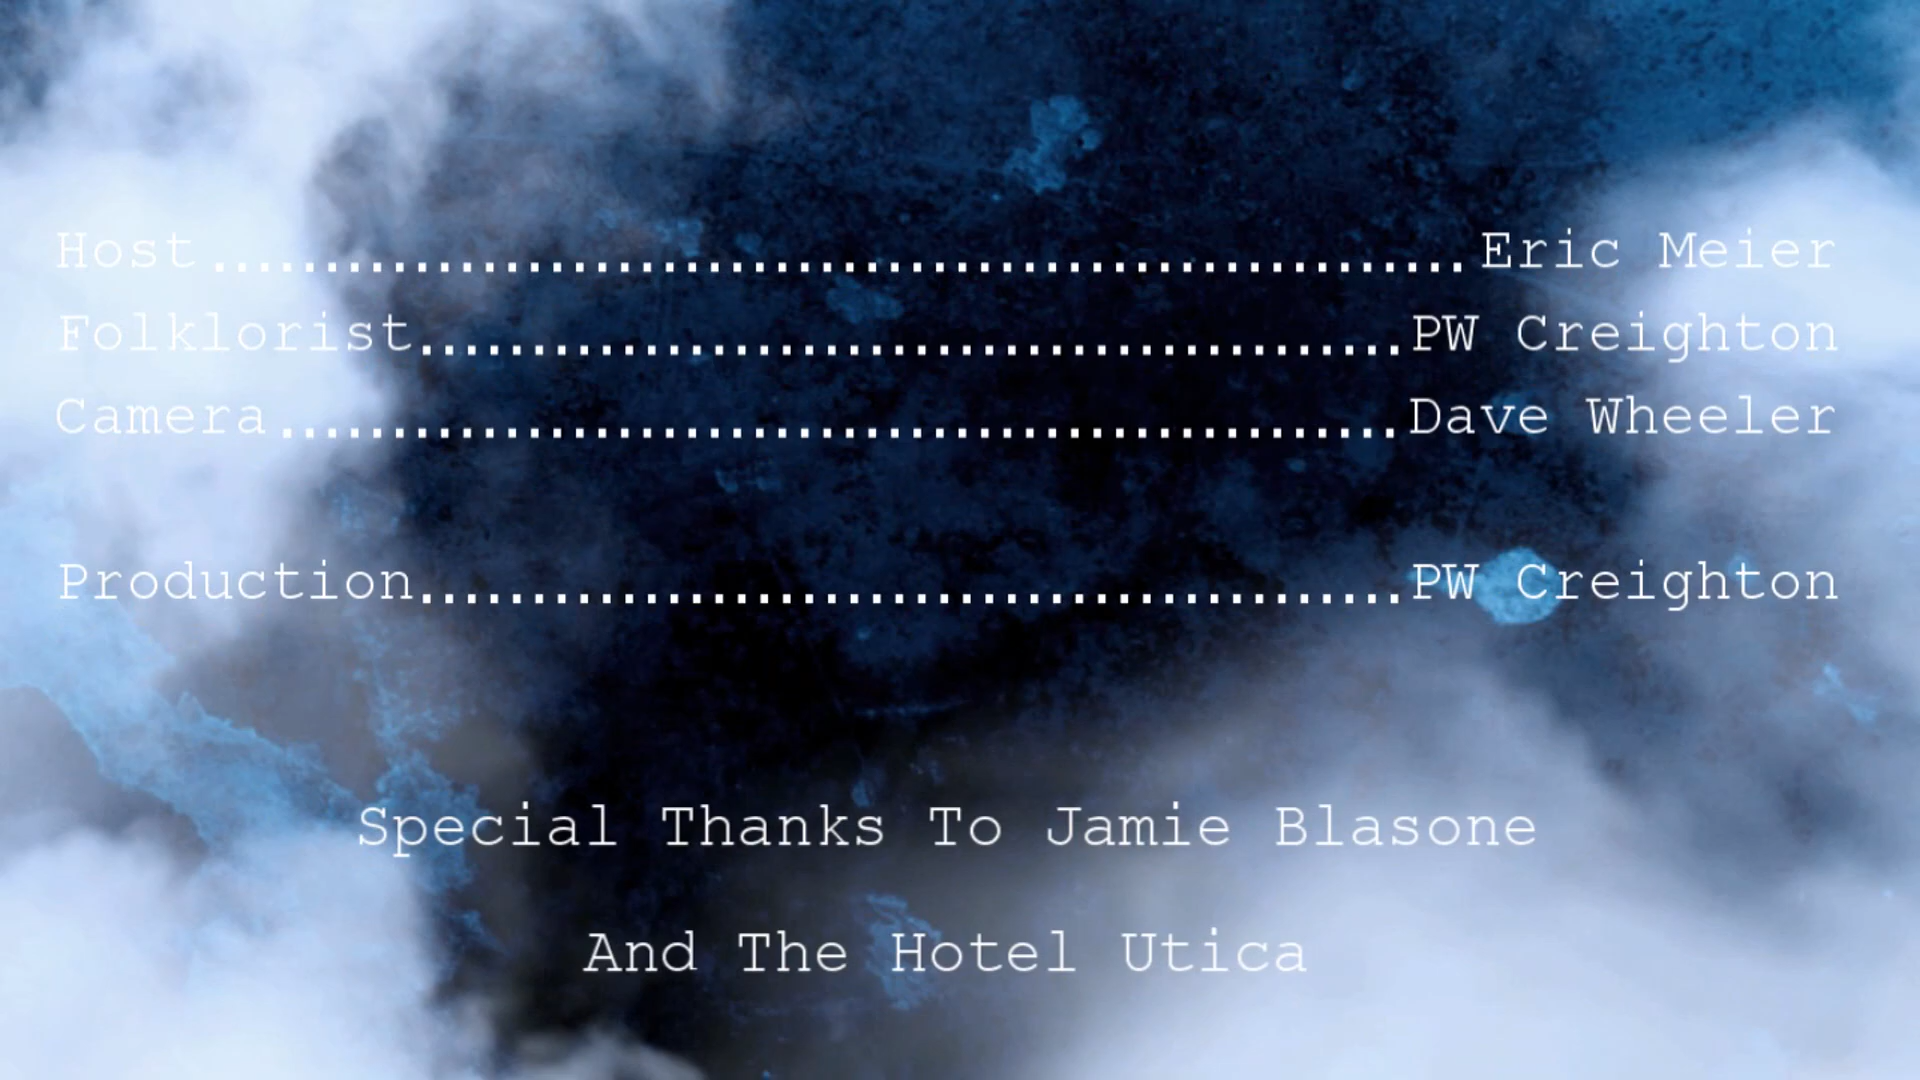 Host........................................................Eric Meier
Folklorist............................................PW Creighton
Camera..................................................Dave Wheeler
Production............................................PW Creighton
Special Thanks To Jamie Blasone
And The Hotel Utica